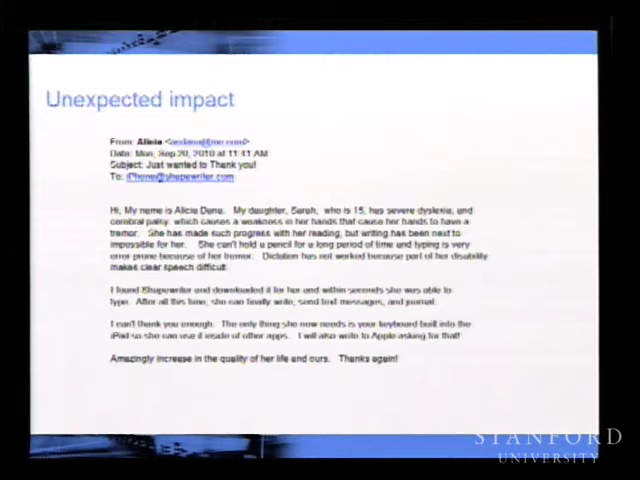 Unexpected impact
From: Alicia
Date: Mon, Sep 20, 2010 at 11:41 AM
Subject: Just wanted to Thank you!
To: iPhone@shapewriter.com
Hi, My name is Alicia My daughter, Sarah, who is 15, has severe dyslexia, and
cerebral palsy, which causes a weakness in her hands that cause her hands to have a
tremor. She has made such progress with her reading, but writing has been next to
impossible for her. She can't hold a pencil for a long period of time and typing is very
error prone because of her tremor. Dictation has not worked because part of her disability
makes clear speech difficult.
I found Shapewriter and downloaded it for her and within seconds she was able to
type. After all this time, she can finally write, send text messages, and journal.
I can't thank you enough. The only thing she now needs is your keyboard built into the
iPad so she can use it inside of other apps. I will also write to Apple asking for that!
Amazingly increase in the quality of her life and ours. Thanks again!
STANFORD
UNIVERSITY